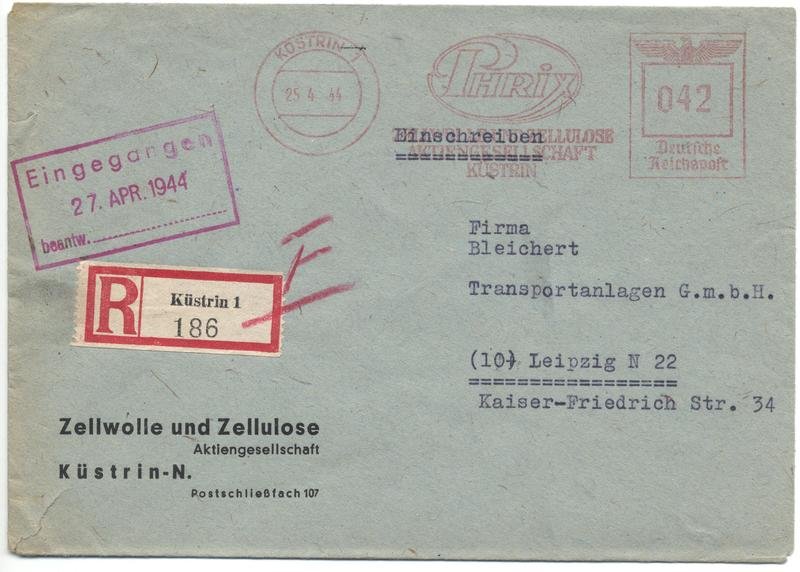 KÜSTRIN 1
25.4.44
PHRIX
042
Deutsche
Reichspost
ZELLULOSE
AKTIENGESELLSCHAFT
KÜSTRIN
Einschreiben
Eingegangen
27. APR. 1944
beantw.
Firma
Bleichert
Transportanlagen G.m.b.H.
(10) Leipzig N 22
Kaiser-Friedrich Str. 34
R
Küstrin 1
186
Zellwolle und Zellulose
Aktiengesellschaft
Küstrin-N.
Postschließfach 107